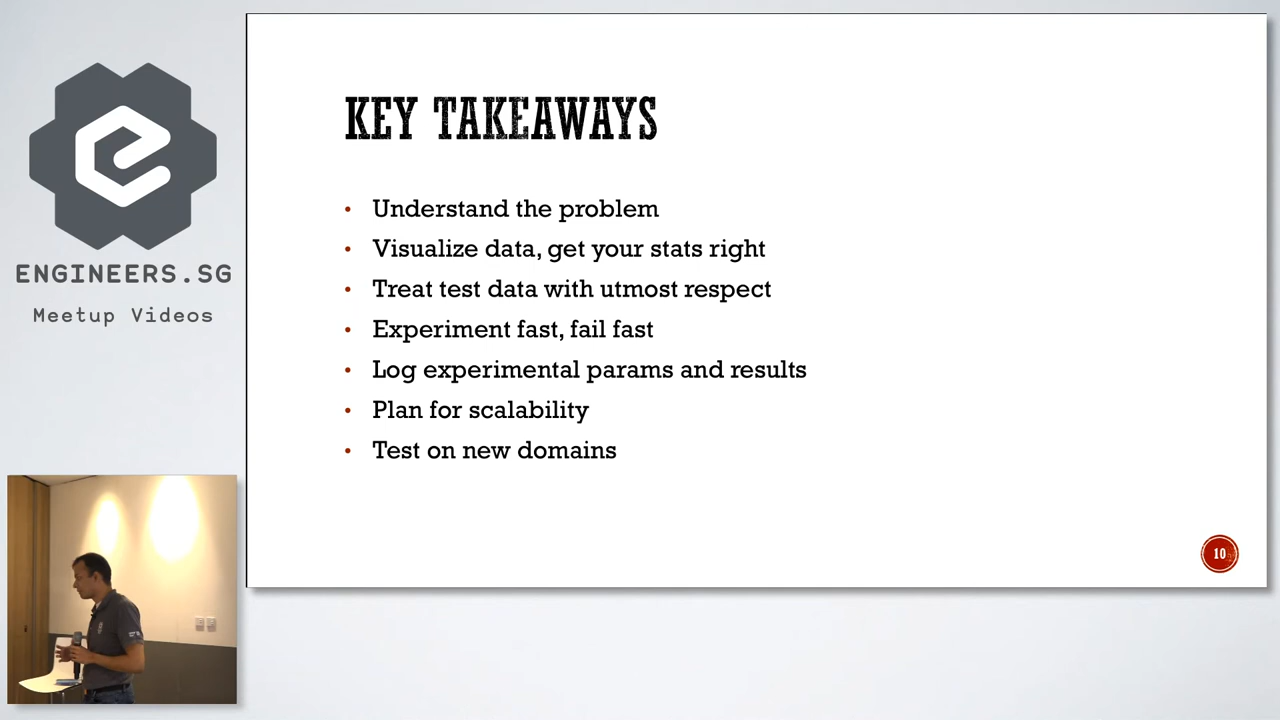 ENGINEERS.SG
Meetup Videos
KEY TAKEAWAYS
• Understand the problem
• Visualize data, get your stats right
• Treat test data with utmost respect
• Experiment fast, fail fast
• Log experimental params and results
• Plan for scalability
• Test on new domains
10